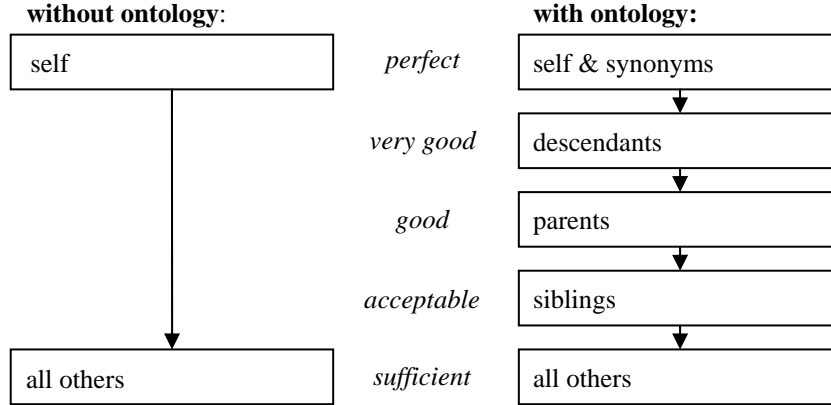 without ontology: with ontology:
self perfect self & synonyms
very good descendants
good parents
acceptable siblings
all others sufficient all others